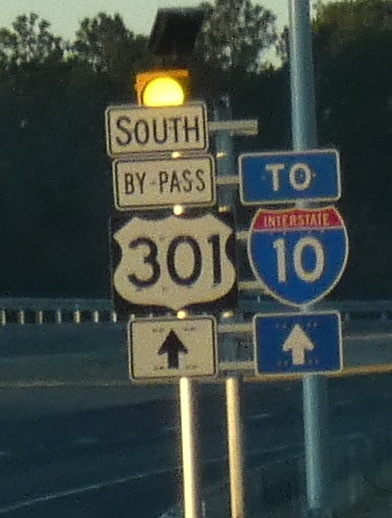 SOUTH
BY-PASS
301
TO
INTERSTATE
10